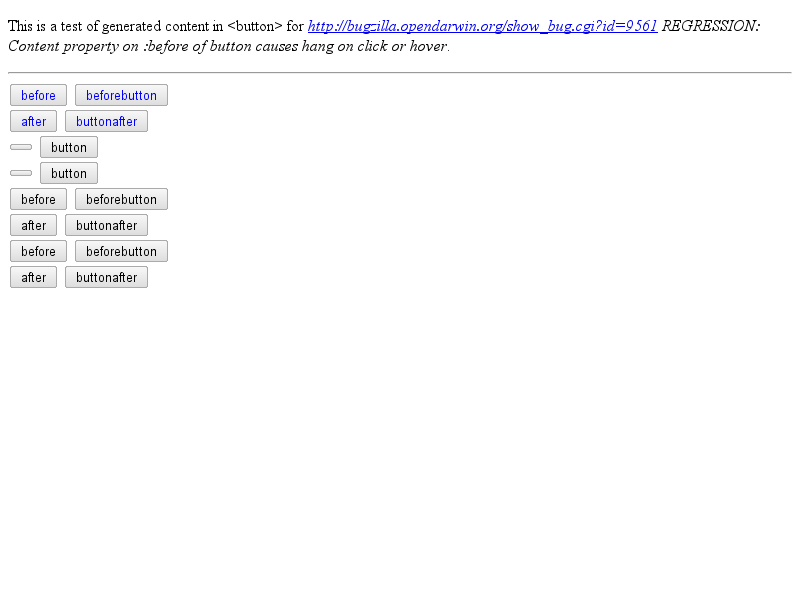 This is a test of generated content in <button> for http://bugzilla.opendarwin.org/show_bug.cgi?id=9561 REGRESSION:
Content property on :before of button causes hang on click or hover.
before beforebutton
after buttonafter
button
button
before beforebutton
after buttonafter
before beforebutton
after buttonafter